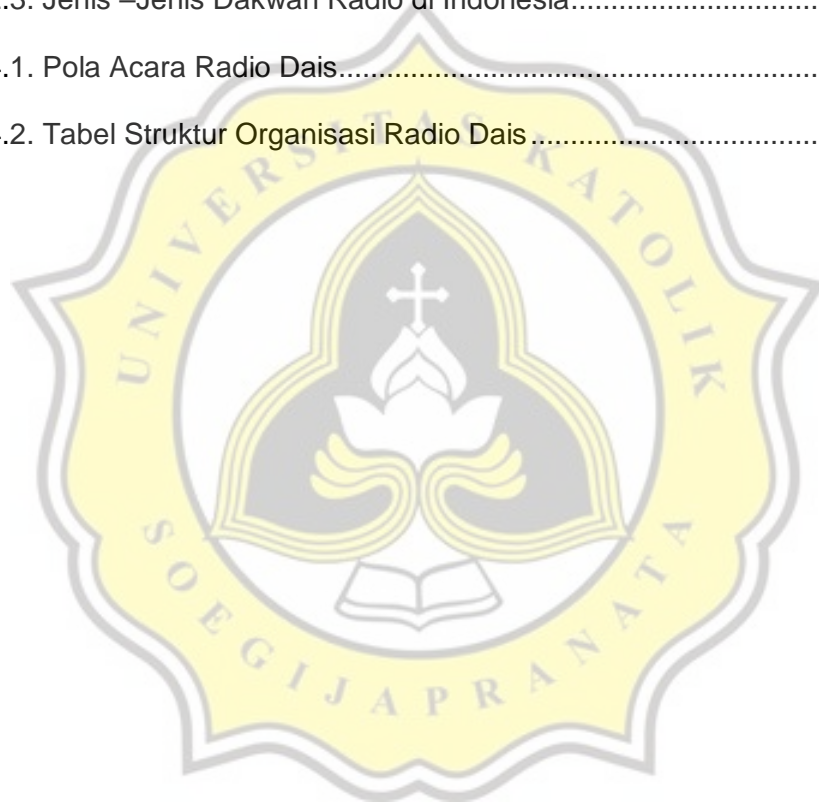 .3. Jenis –Jenis Dakwah Radio di Indonesia..............................
.1. Pola Acara Radio Dais...........................................................
.2. Tabel Struktur Organisasi Radio Dais...................................
UNIVERSITAS KATOLIK
SOEGIJAPRANATA